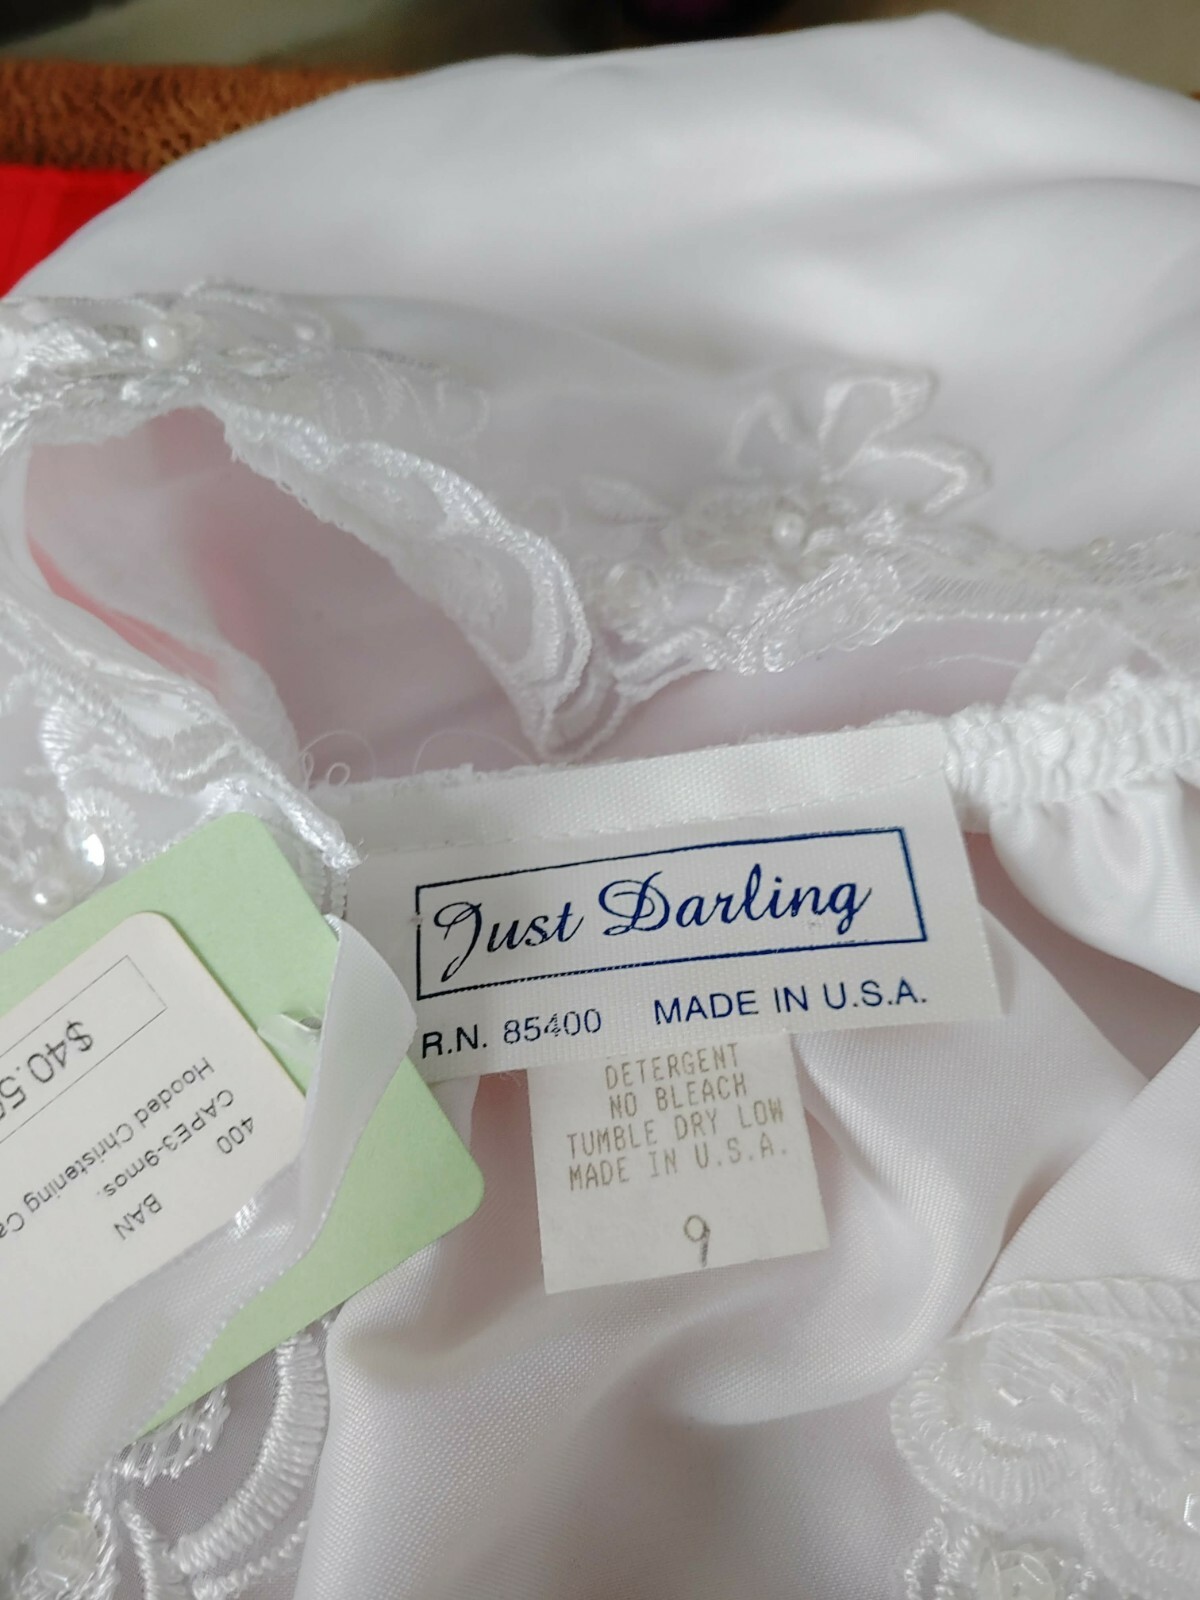 Just Darling
R.N. 85400 MADE IN U.S.A.
DETERGENT
NO BLEACH
TUMBLE DRY LOW
MADE IN U.S.A.
9
400 BAN
CAPE3-9mos.
Hooded Christening